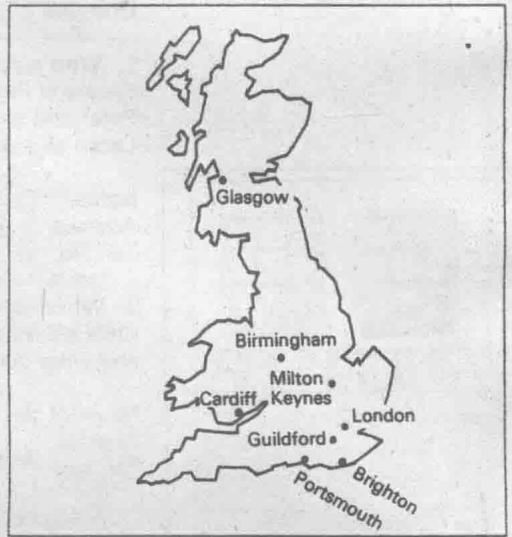 Glasgow
Birmingham
Milton
Keynes
Cardiff
London
Guildford
Brighton
Portsmouth